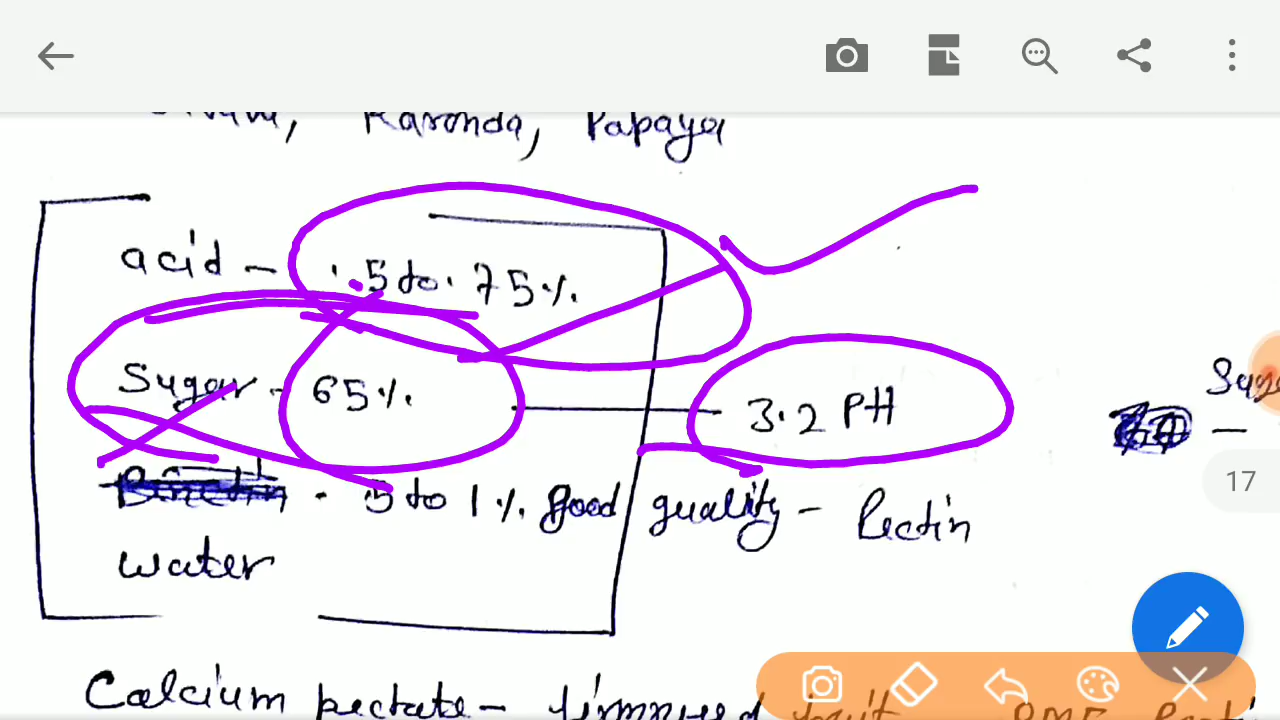 Karonda, Papaya
acid - .5 to .75%.
Sugar - 65%. 3.2 PH
- .5 to 1%. good quality - Pectin
water
17
Calcium pectate -